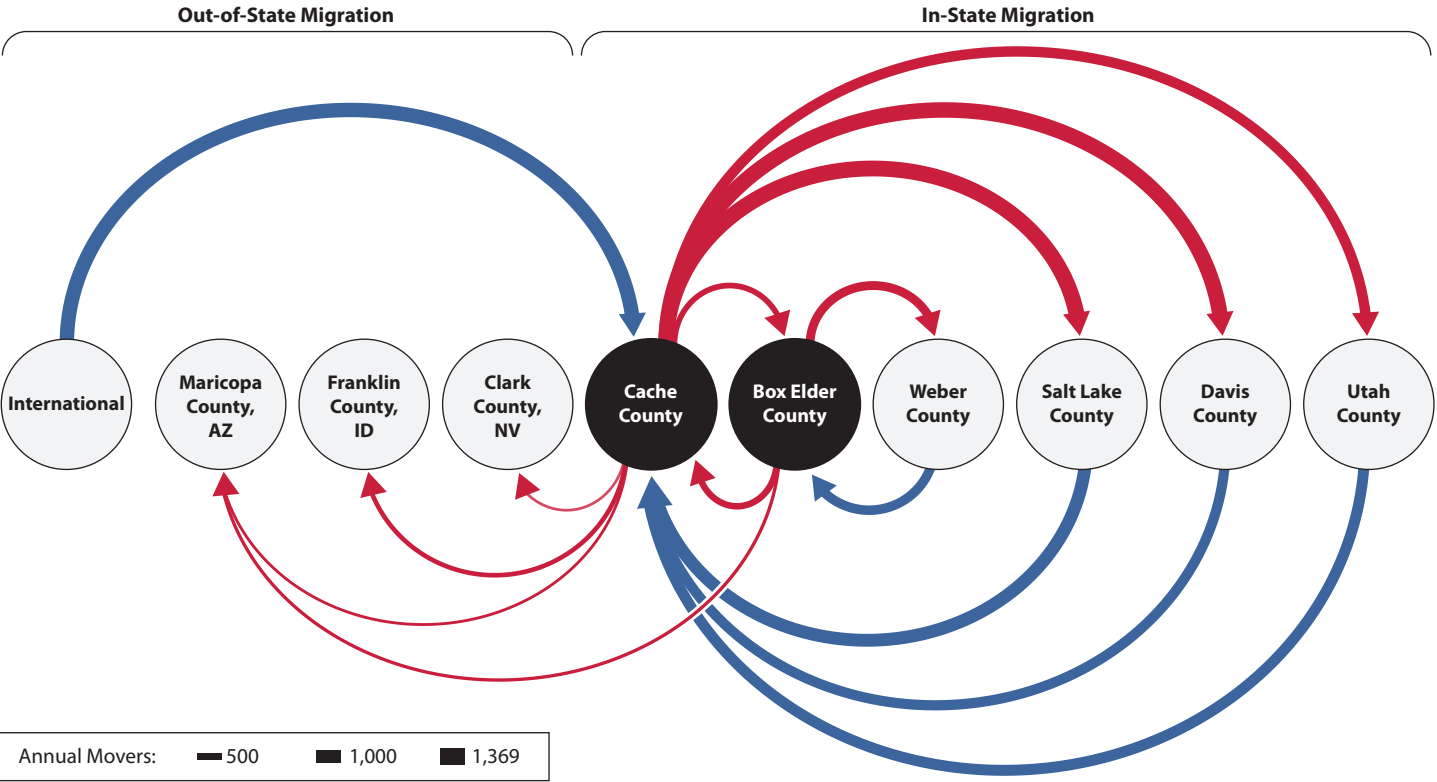 Out-of-State Migration
In-State Migration
International
Maricopa
County,
AZ
Franklin
County,
ID
Clark
County,
NV
Cache
County
Box Elder
County
Weber
County
Salt Lake
County
Davis
County
Utah
County
Annual Movers: 500 1,000 1,369